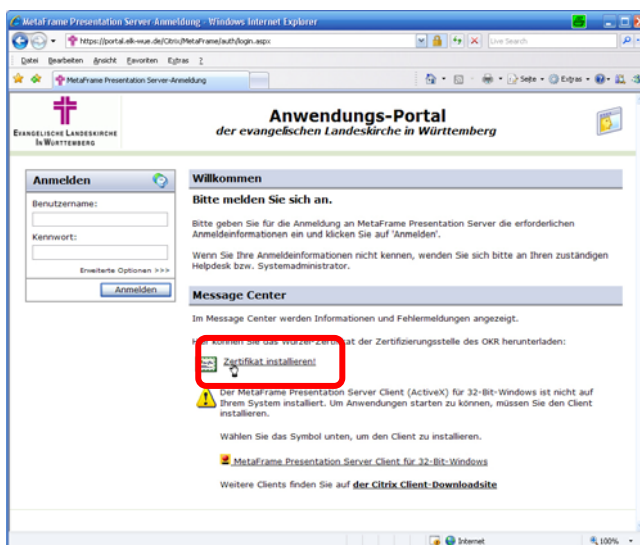 MetaFrame Presentation Server-Anmeldung - Windows Internet Explorer
https://portal.elk-wue.de/Citrix/MetaFrame/auth/login.aspx
Live Search
Datei Bearbeiten Ansicht Favoriten Extras ?
MetaFrame Presentation Server-Anmeldung
Seite Extras
EVANGELISCHE LANDESKIRCHE
IN WÜRTTEMBERG
Anwendungs-Portal
der evangelischen Landeskirche in Württemberg
Anmelden
Benutzername:
Kennwort:
Erweiterte Optionen >>>
Anmelden
Willkommen
Bitte melden Sie sich an.
Bitte geben Sie für die Anmeldung an MetaFrame Presentation Server die erforderlichen
Anmeldeinformationen ein und klicken Sie auf 'Anmelden'.
Wenn Sie Ihre Anmeldeinformationen nicht kennen, wenden Sie sich bitte an Ihren zuständigen
Helpdesk bzw. Systemadministrator.
Message Center
Im Message Center werden Informationen und Fehlermeldungen angezeigt.
Hier können Sie das Wurzel-Zertifikat der Zertifizierungsstelle des OKR herunterladen:
Zertifikat installieren!
Der MetaFrame Presentation Server Client (ActiveX) für 32-Bit-Windows ist nicht auf
Ihrem System installiert. Um Anwendungen starten zu können, müssen Sie den Client
installieren.
Wählen Sie das Symbol unten, um den Client zu installieren.
MetaFrame Presentation Server Client für 32-Bit-Windows
Weitere Clients finden Sie auf der Citrix Client-Downloadsite
Internet 100%